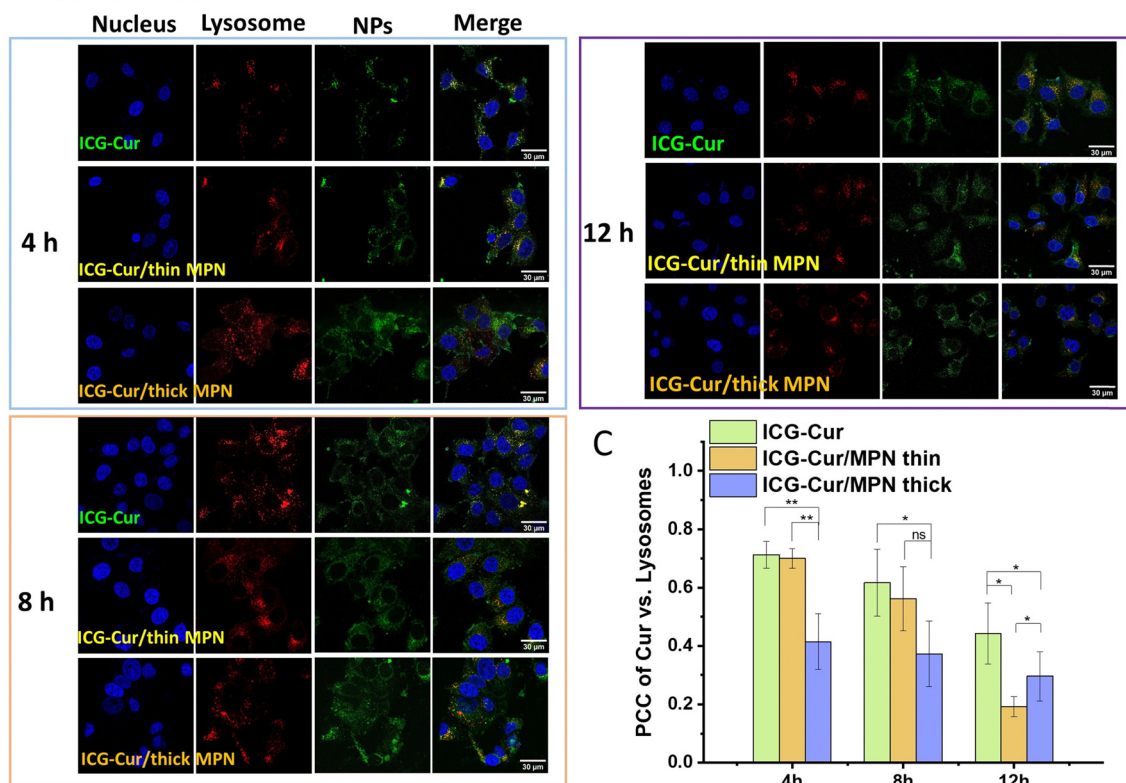 Nucleus Lysosome NPs Merge
4 h
ICG-Cur
30 µm
ICG-Cur/thin MPN
30 µm
ICG-Cur/thick MPN
30 µm
8 h
ICG-Cur
30 µm
ICG-Cur/thin MPN
30 µm
ICG-Cur/thick MPN
30 µm
12 h
ICG-Cur
30 µm
ICG-Cur/thin MPN
30 µm
ICG-Cur/thick MPN
30 µm
C
ICG-Cur
ICG-Cur/MPN thin
ICG-Cur/MPN thick
PCC of Cur vs. Lysosomes
1.0
0.8
0.6
0.4
0.2
0.0
**
**
*
ns
*
*
*
4h 8h 12h